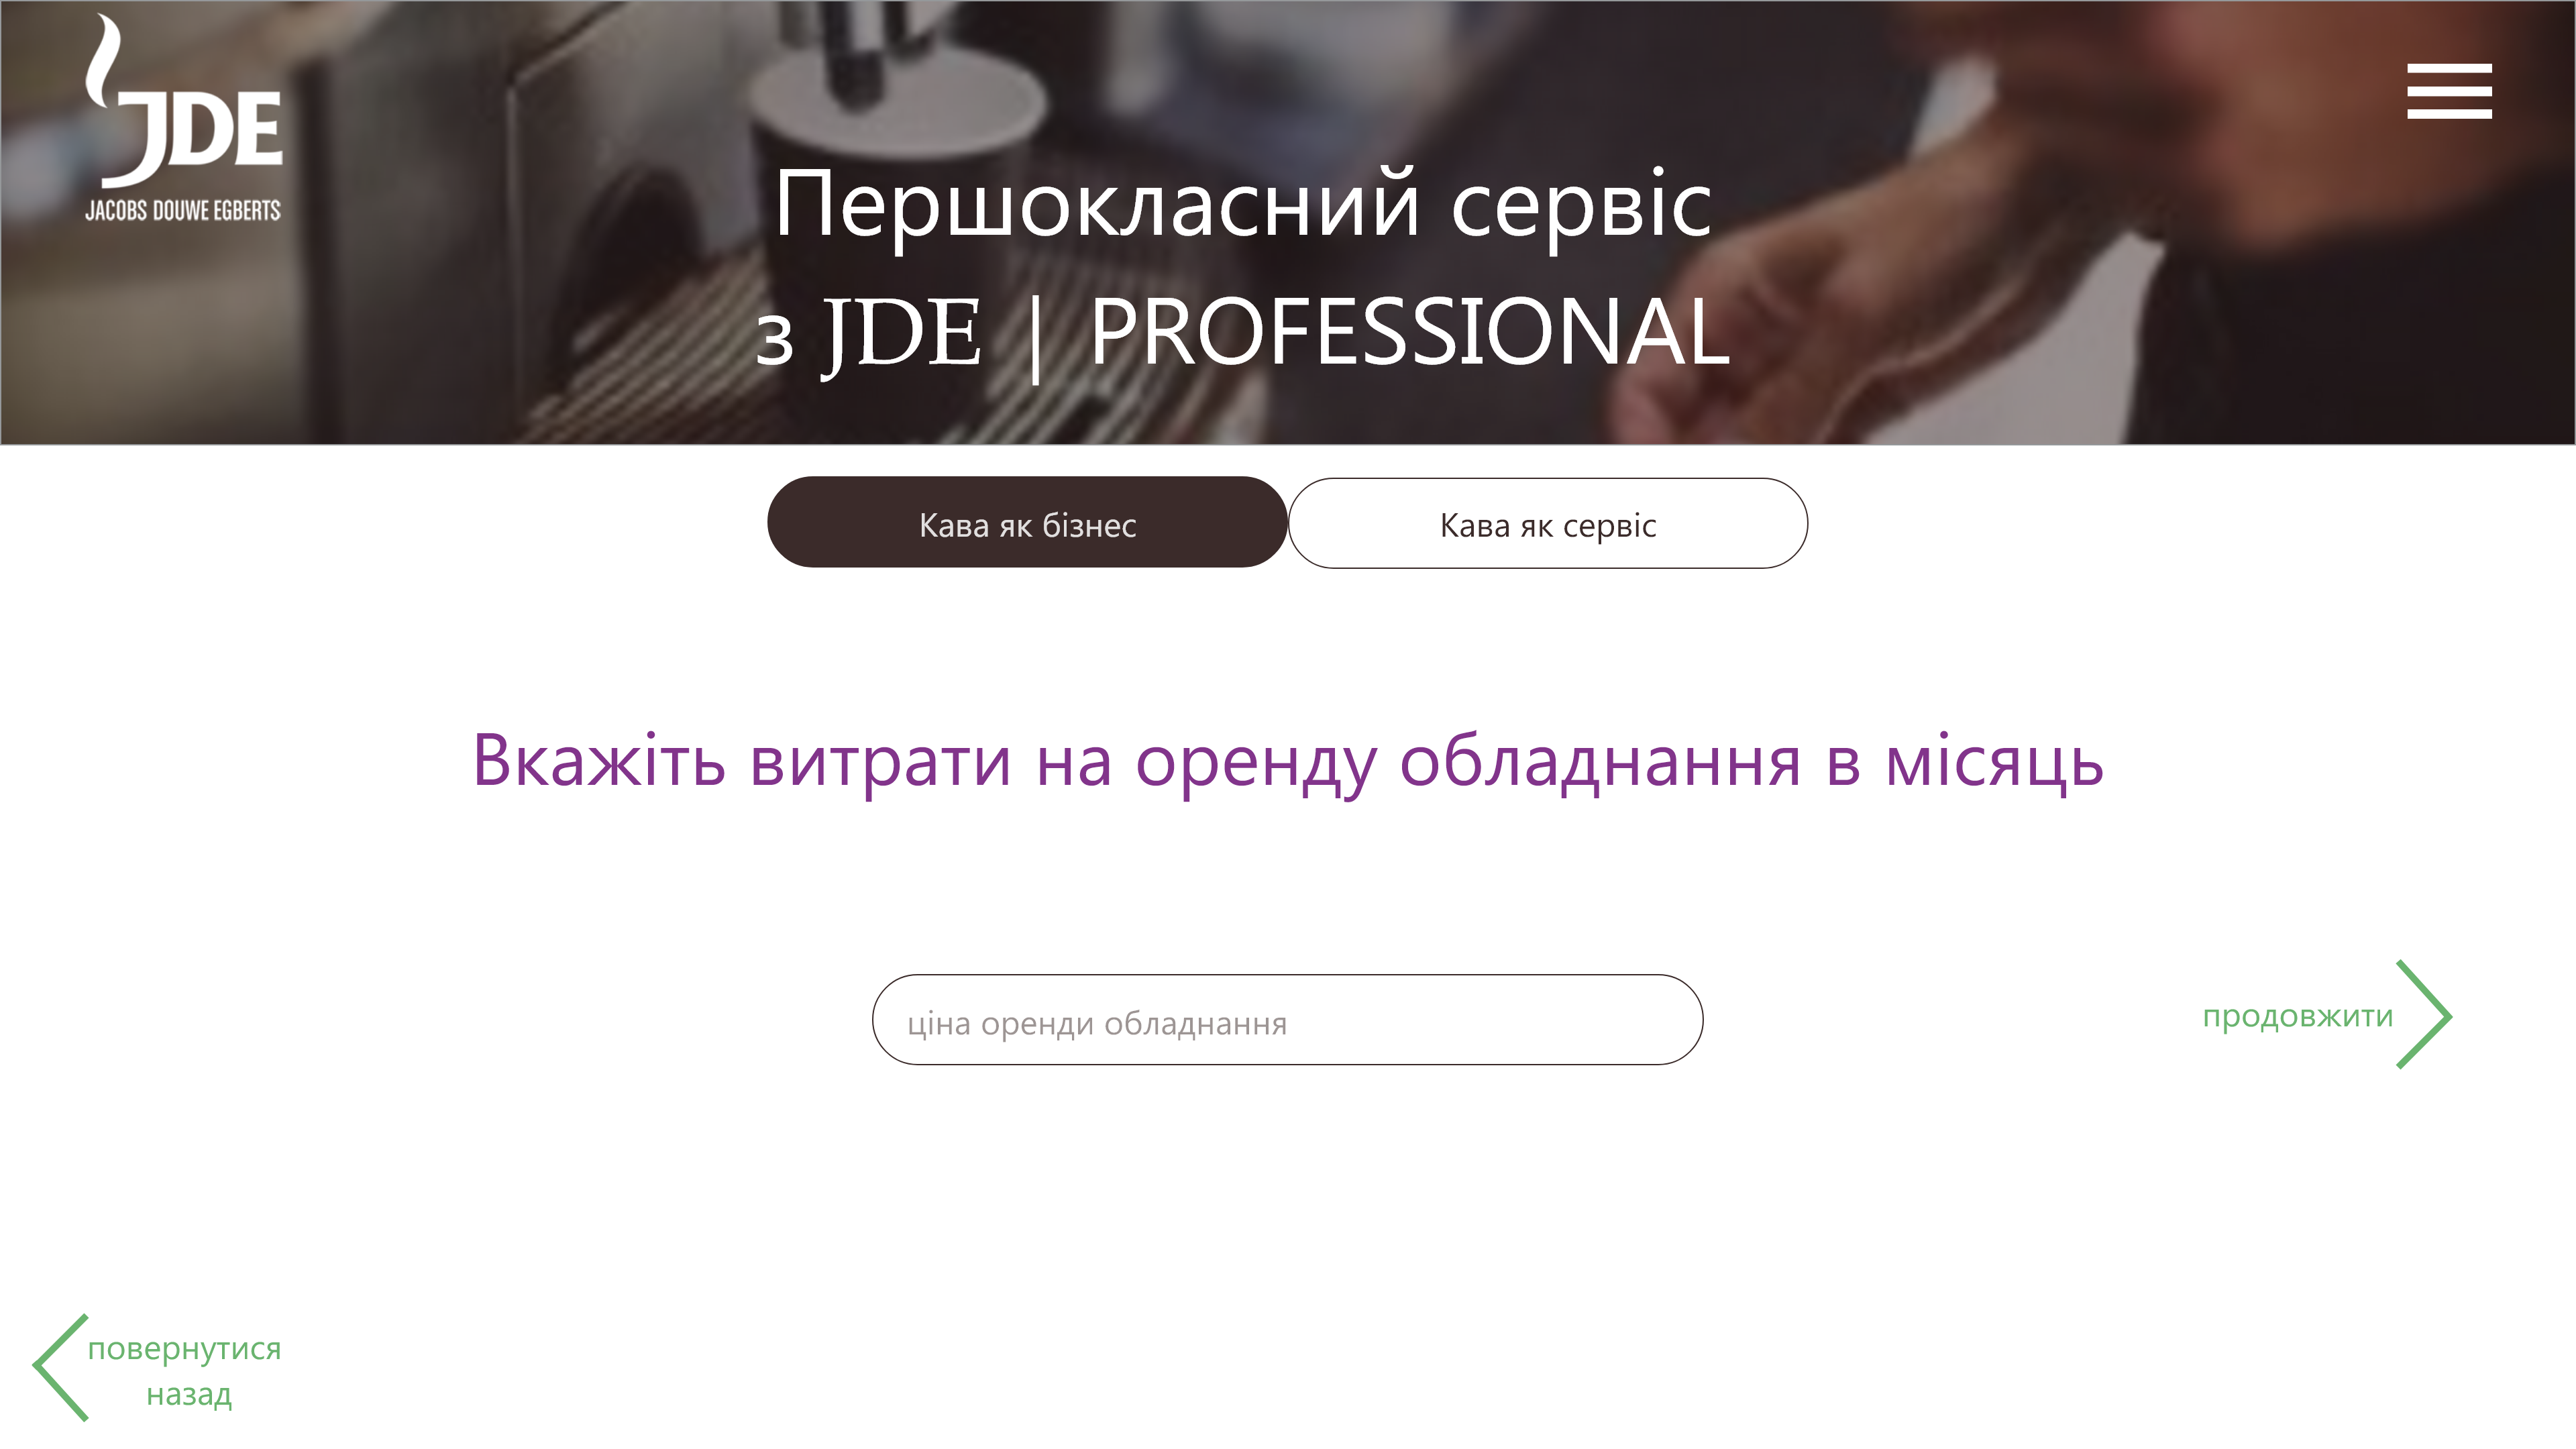 JDE
JACOBS DOUWE EGBERTS
Першокласний сервіс
з JDE | PROFESSIONAL
Кава як бізнес
Кава як сервіс
Вкажіть витрати на оренду обладнання в місяць
ціна оренди обладнання
продовжити
повернутися
назад